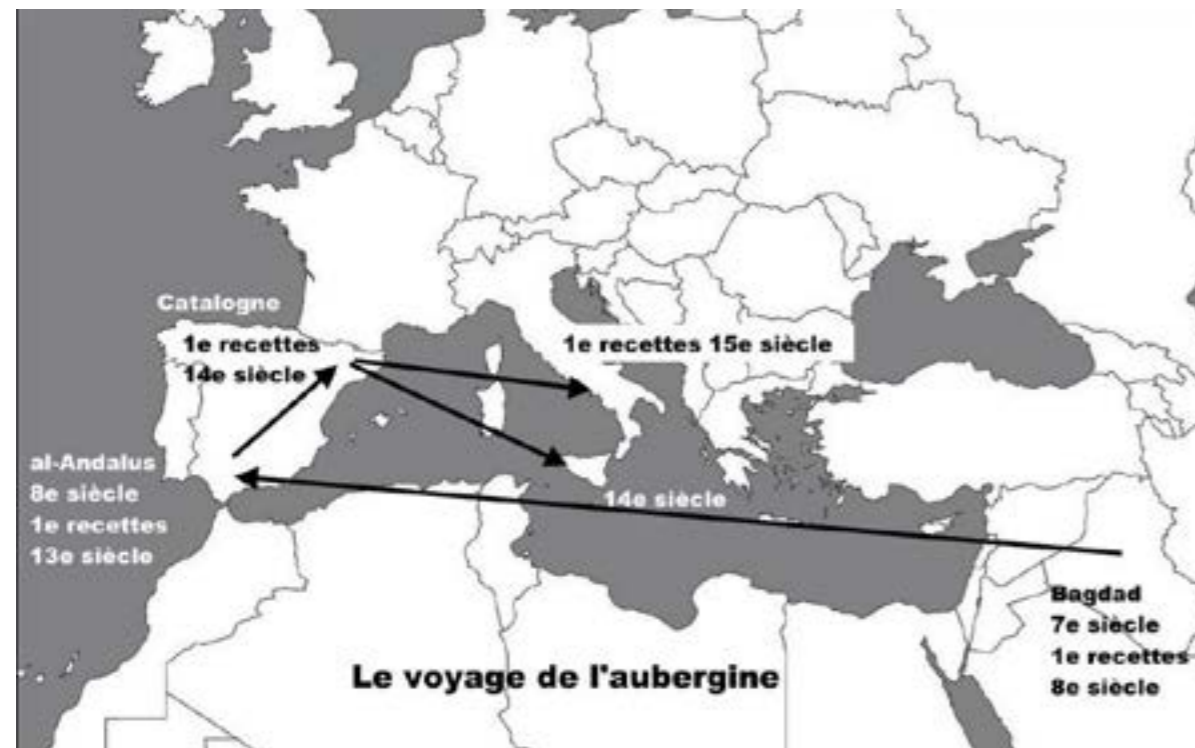 Catalogne
1e recettes
14e siècle
1e recettes 15e siècle
al-Andalus
8e siècle
1e recettes
13e siècle
14e siècle
Bagdad
7e siècle
1e recettes
8e siècle
Le voyage de l'aubergine